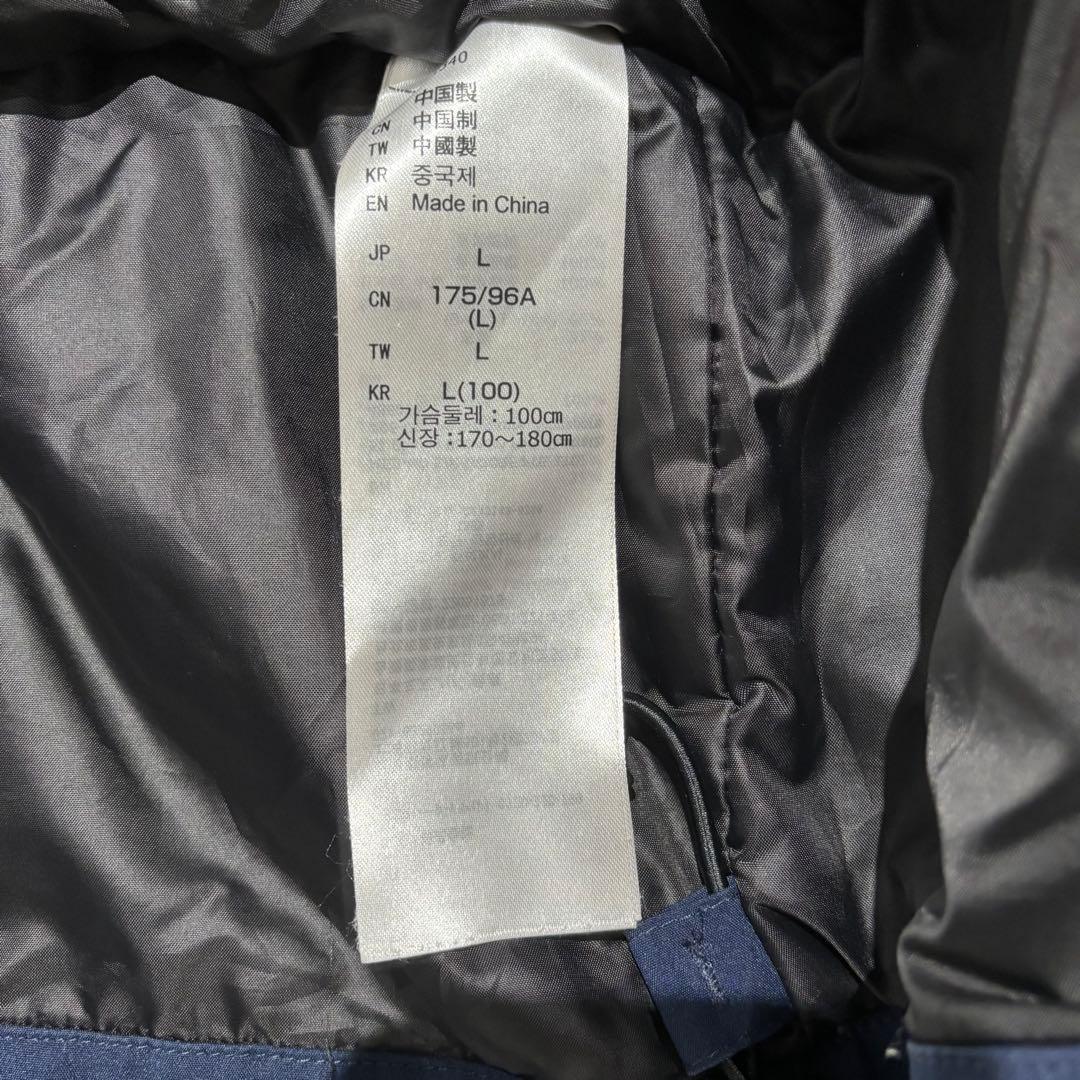 中国製
CN 中国制
TW 中國製
KR 중국제
EN Made in China
JP L
CN 175/96A
(L)
TW L
KR L(100)
가슴둘레 : 100㎝
신장 : 170～180㎝